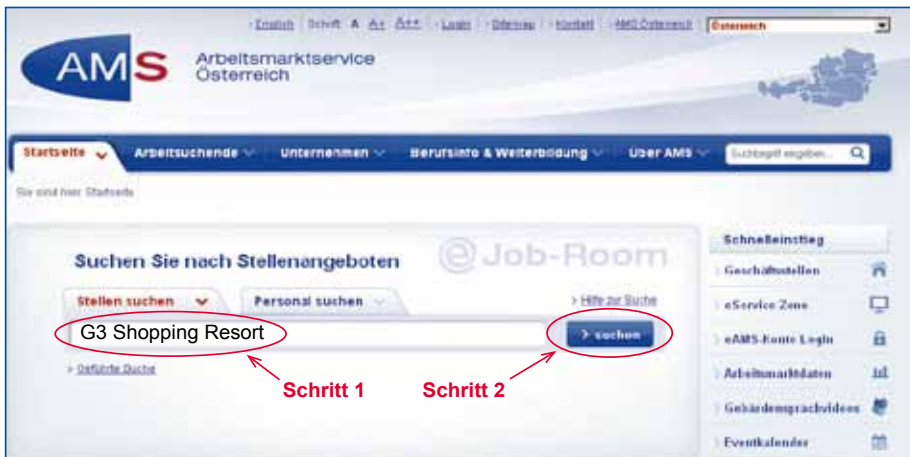 English Schrift A A+ A++ Login Sitemap Kontakt AMS Österreich Österreich
AMS Arbeitsmarktservice
Österreich
Startseite Arbeitsuchende Unternehmen Berufsinfo & Weiterbildung Über AMS Suchbegriff eingeben...
Sie sind hier: Startseite
Suchen Sie nach Stellenangeboten
@Job-Room
Stellen suchen Personal suchen > Hilfe zur Suche
G3 Shopping Resort > suchen
> Geführte Suche
Schritt 1 Schritt 2
Schnelleinstieg
Geschäftsstellen
eService Zone
eAMS-Konto Login
Arbeitsmarktdaten
Gebärdensprachvideos
Eventkalender